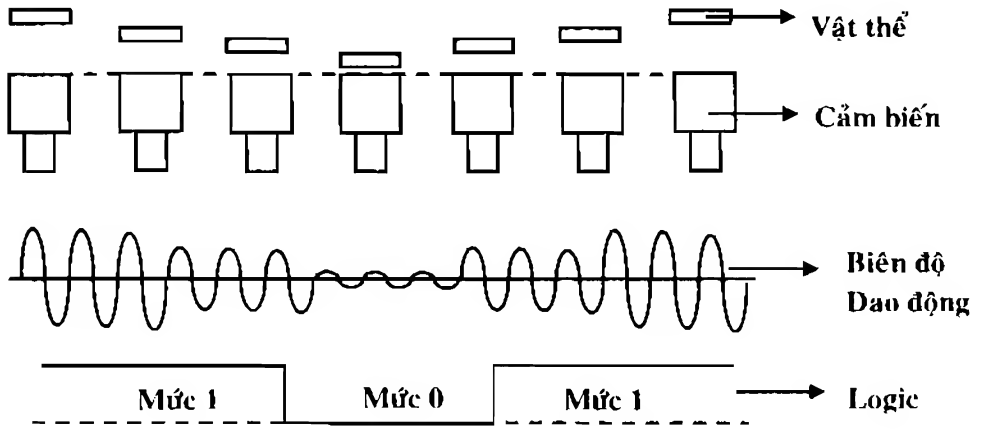 Vật thể
Cảm biến
Biên độ
Dao động
Mức 1 Mức 0 Mức 1 Logic